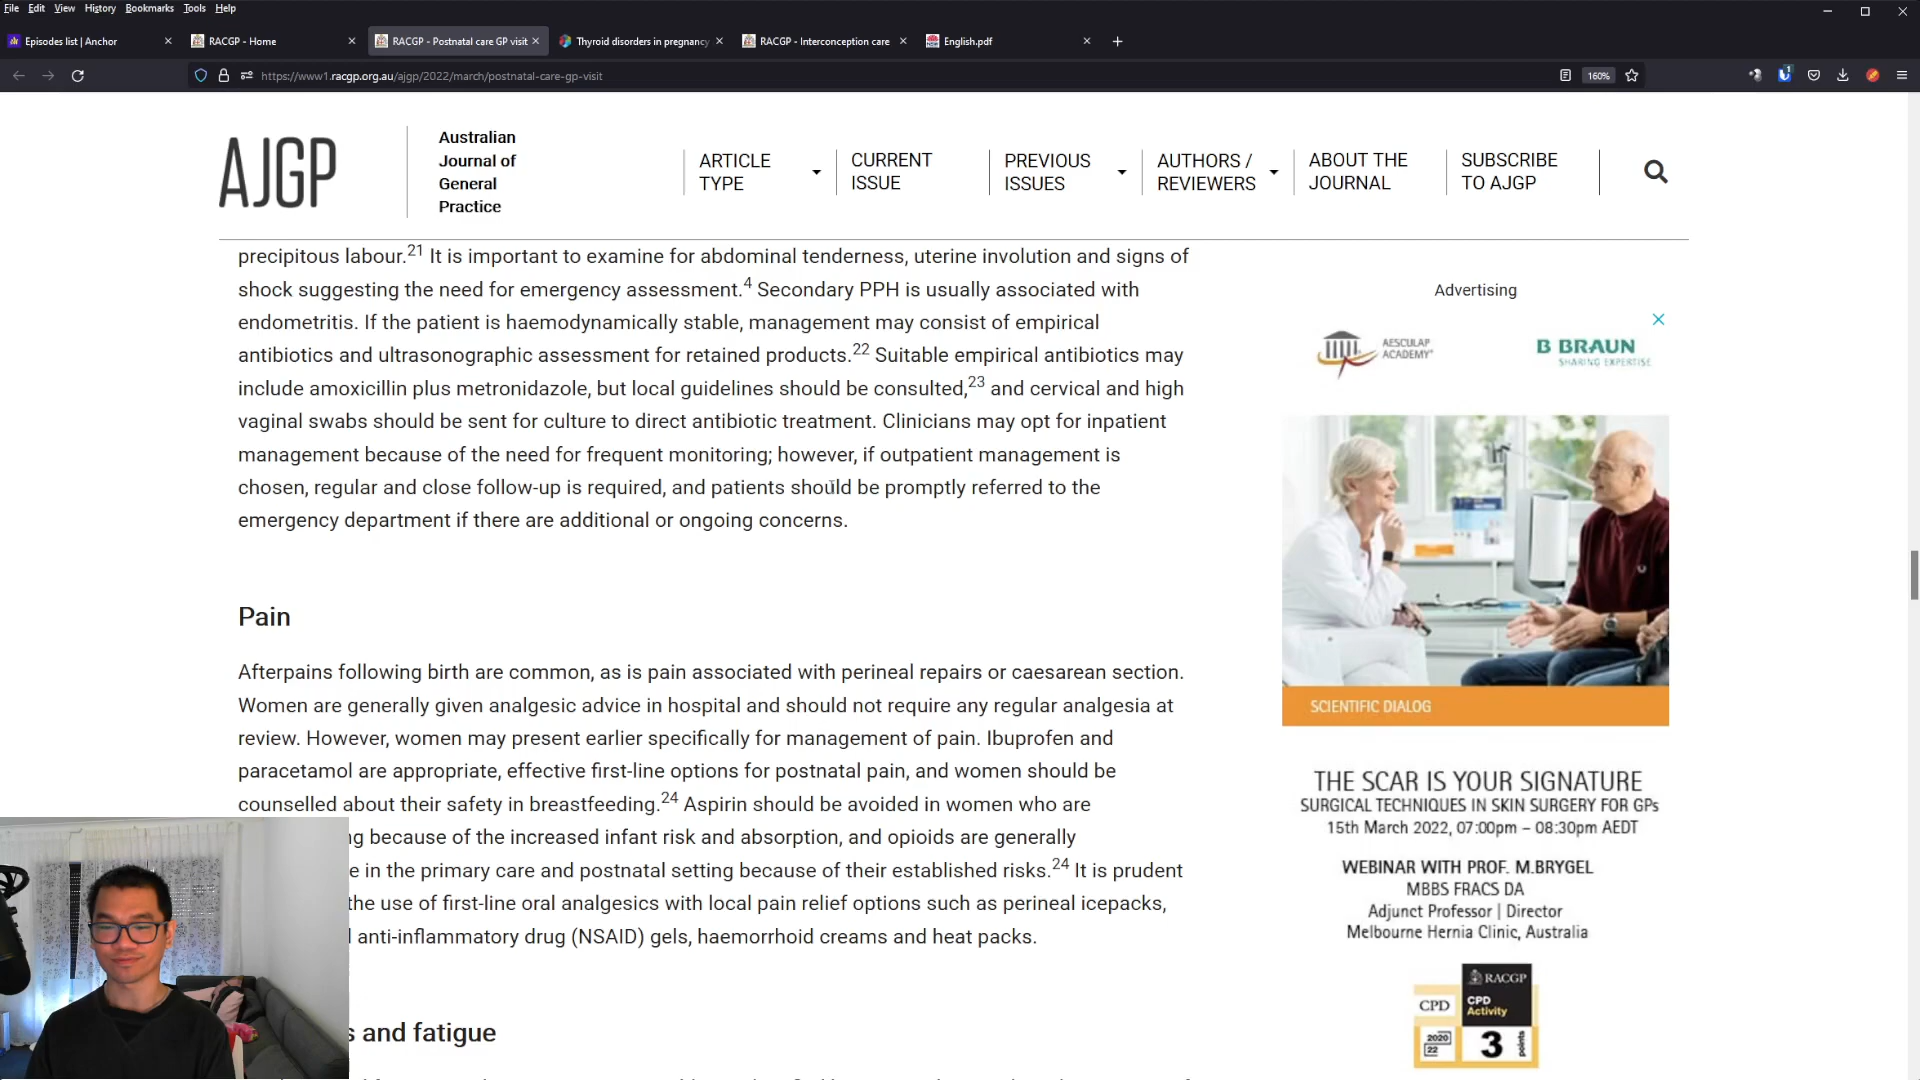 File Edit View History Bookmarks Tools Help
Episodes list | Anchor
RACGP - Home
RACGP - Postnatal care GP visit
Thyroid disorders in pregnancy
RACGP - Interconception care
English.pdf
https://www1.racgp.org.au/ajgp/2022/march/postnatal-care-gp-visit
160%
AJGP
Australian
Journal of
General
Practice
ARTICLE
TYPE
CURRENT
ISSUE
PREVIOUS
ISSUES
AUTHORS /
REVIEWERS
ABOUT THE
JOURNAL
SUBSCRIBE
TO AJGP
precipitous labour.21 It is important to examine for abdominal tenderness, uterine involution and signs of
shock suggesting the need for emergency assessment.4 Secondary PPH is usually associated with
endometritis. If the patient is haemodynamically stable, management may consist of empirical
antibiotics and ultrasonographic assessment for retained products.22 Suitable empirical antibiotics may
include amoxicillin plus metronidazole, but local guidelines should be consulted,23 and cervical and high
vaginal swabs should be sent for culture to direct antibiotic treatment. Clinicians may opt for inpatient
management because of the need for frequent monitoring; however, if outpatient management is
chosen, regular and close follow-up is required, and patients should be promptly referred to the
emergency department if there are additional or ongoing concerns.
Pain
Afterpains following birth are common, as is pain associated with perineal repairs or caesarean section.
Women are generally given analgesic advice in hospital and should not require any regular analgesia at
review. However, women may present earlier specifically for management of pain. Ibuprofen and
paracetamol are appropriate, effective first-line options for postnatal pain, and women should be
counselled about their safety in breastfeeding.24 Aspirin should be avoided in women who are
ng because of the increased infant risk and absorption, and opioids are generally
e in the primary care and postnatal setting because of their established risks.24 It is prudent
the use of first-line oral analgesics with local pain relief options such as perineal icepacks,
anti-inflammatory drug (NSAID) gels, haemorrhoid creams and heat packs.
s and fatigue
Advertising
AESCULAP
ACADEMY®
B BRAUN
SHARING EXPERTISE
SCIENTIFIC DIALOG
THE SCAR IS YOUR SIGNATURE
SURGICAL TECHNIQUES IN SKIN SURGERY FOR GPs
15th March 2022, 07:00pm – 08:30pm AEDT
WEBINAR WITH PROF. M.BRYGEL
MBBS FRACS DA
Adjunct Professor | Director
Melbourne Hernia Clinic, Australia
RACGP
CPD
CPD
Activity
2020
22
3
points